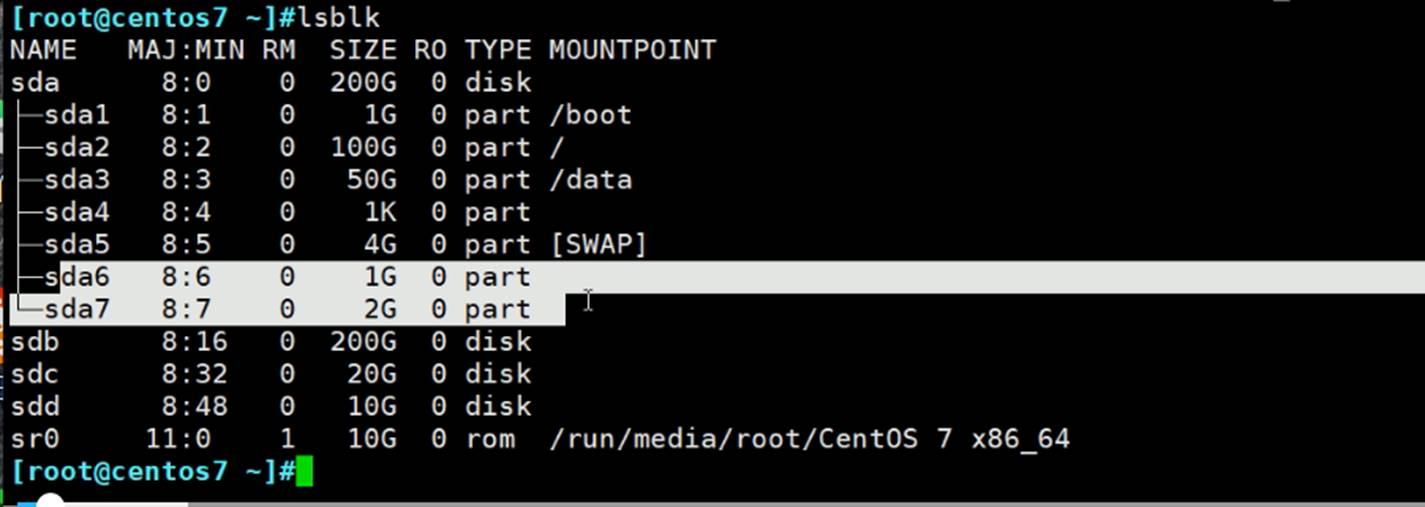 [root@centos7 ~]#lsblk
NAME   MAJ:MIN RM   SIZE RO TYPE MOUNTPOINT
sda      8:0    0   200G  0 disk
├─sda1   8:1    0     1G  0 part /boot
├─sda2   8:2    0   100G  0 part /
├─sda3   8:3    0    50G  0 part /data
├─sda4   8:4    0     1K  0 part
├─sda5   8:5    0     4G  0 part [SWAP]
├─sda6   8:6    0     1G  0 part
└─sda7   8:7    0     2G  0 part
sdb      8:16   0   200G  0 disk
sdc      8:32   0    20G  0 disk
sdd      8:48   0    10G  0 disk
sr0     11:0    1    10G  0 rom  /run/media/root/CentOS 7 x86_64
[root@centos7 ~]#